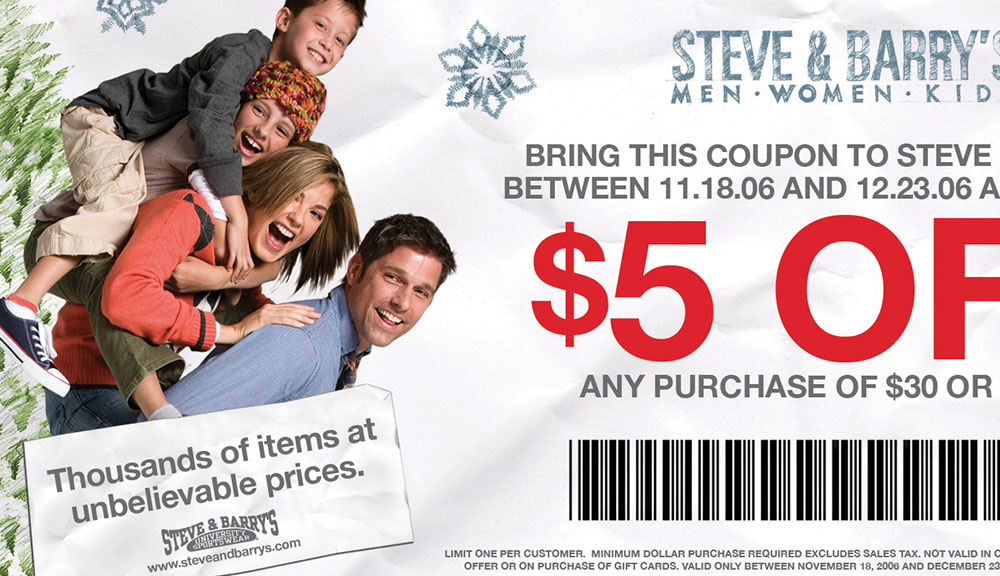 STEVE & BARRY'S
MEN · WOMEN · KID
BRING THIS COUPON TO STEVE
BETWEEN 11.18.06 AND 12.23.06 A
$5 OF
ANY PURCHASE OF $30 OR
Thousands of items at
unbelievable prices.
STEVE & BARRY'S
UNIVERSITY
SPORTSWEAR
www.steveandbarrys.com
LIMIT ONE PER CUSTOMER. MINIMUM DOLLAR PURCHASE REQUIRED EXCLUDES SALES TAX. NOT VALID IN C
OFFER OR ON PURCHASE OF GIFT CARDS. VALID ONLY BETWEEN NOVEMBER 18, 2006 AND DECEMBER 23